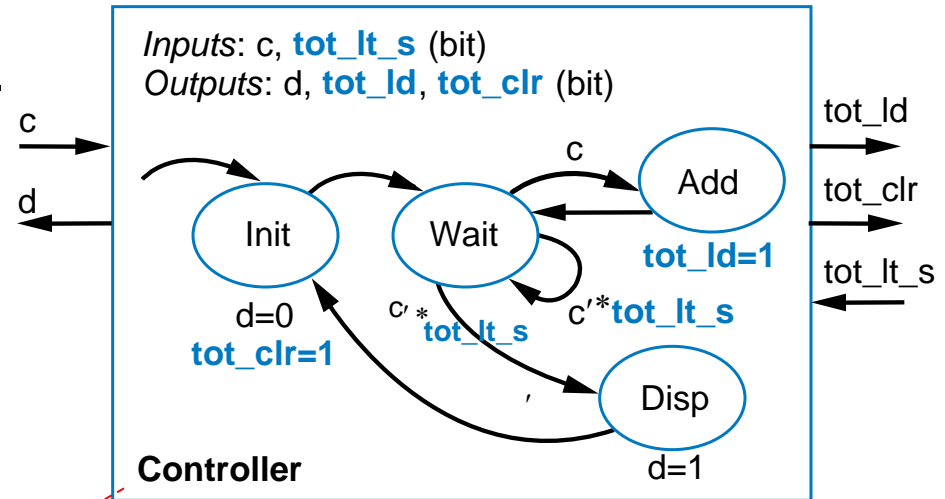 Inputs: c, tot_lt_s (bit)
Outputs: d, tot_ld, tot_clr (bit)
c
d
tot_ld
tot_clr
tot_lt_s
c
Init
Wait
Add
tot_ld=1
d=0
tot_clr=1
c′*
tot_lt_s
c′*tot_lt_s
′
Disp
d=1
Controller